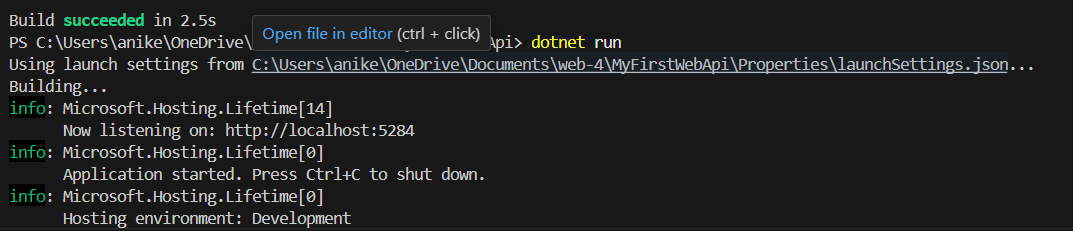 Build succeeded in 2.5s
Open file in editor (ctrl + click)
PS C:\Users\anike\OneDrive\ pi> dotnet run
Using launch settings from C:\Users\anike\OneDrive\Documents\web-4\MyFirstWebApi\Properties\launchSettings.json...
Building...
info: Microsoft.Hosting.Lifetime[14]
Now listening on: http://localhost:5284
info: Microsoft.Hosting.Lifetime[0]
Application started. Press Ctrl+C to shut down.
info: Microsoft.Hosting.Lifetime[0]
Hosting environment: Development